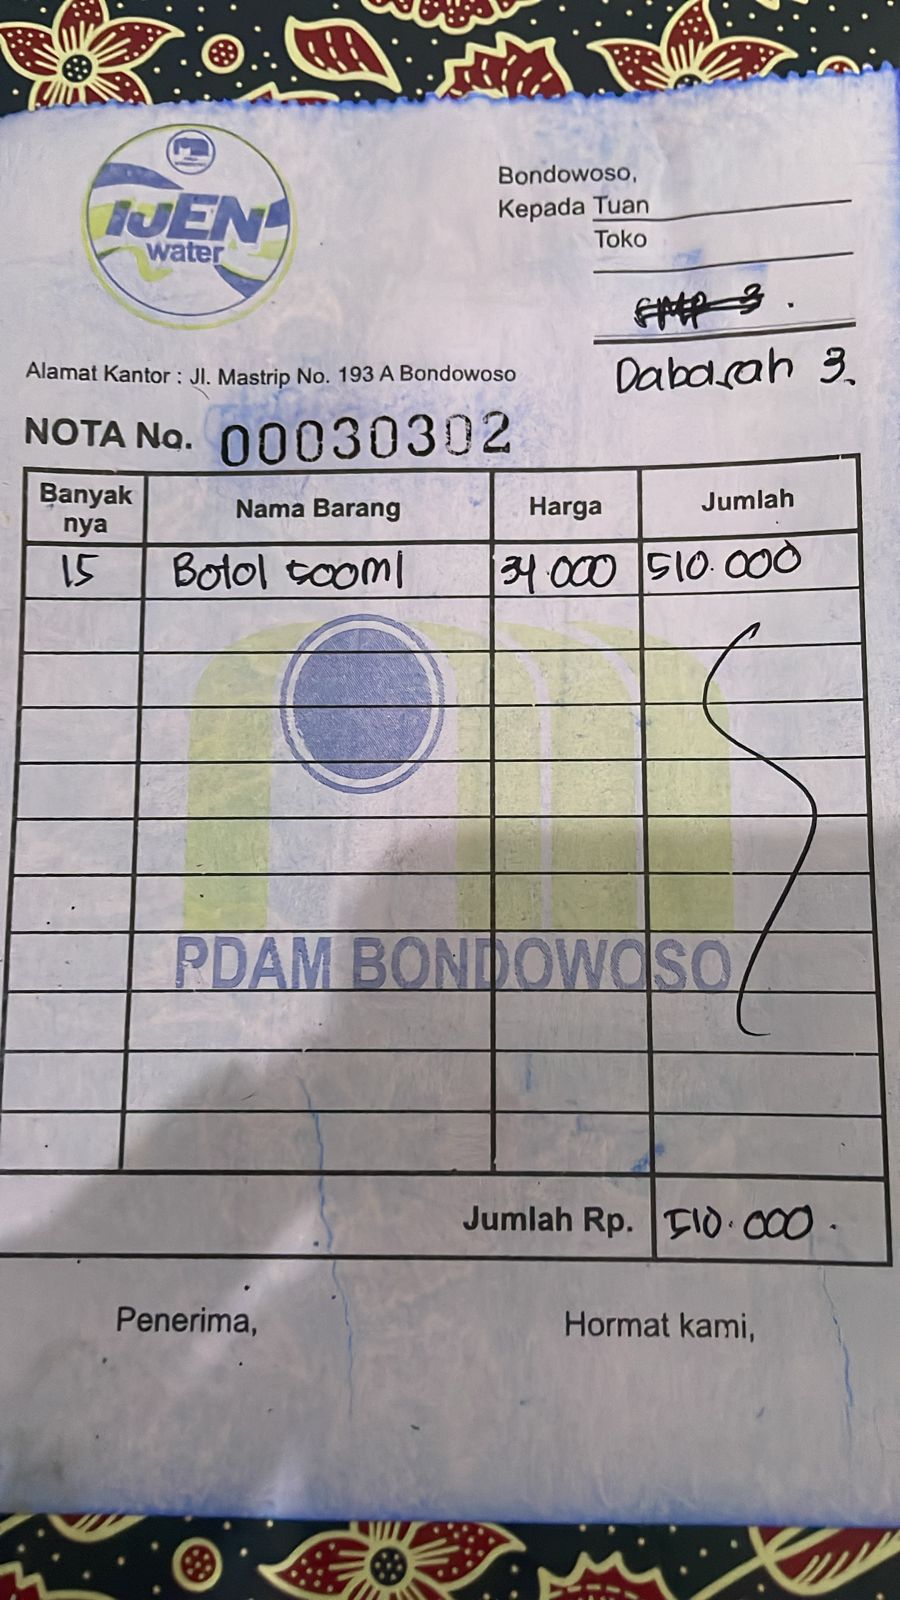 IJEN
water
Bondowoso,
Kepada Tuan
Toko
SMP 3.
Dabasah 3.
Alamat Kantor : Jl. Mastrip No. 193 A Bondowoso
NOTA No. 00030302
Banyak nya Nama Barang Harga Jumlah
15 Botol 500ml 34.000 510.000
PDAM BONDOWOSO
Jumlah Rp. 510.000.
Penerima, Hormat kami,